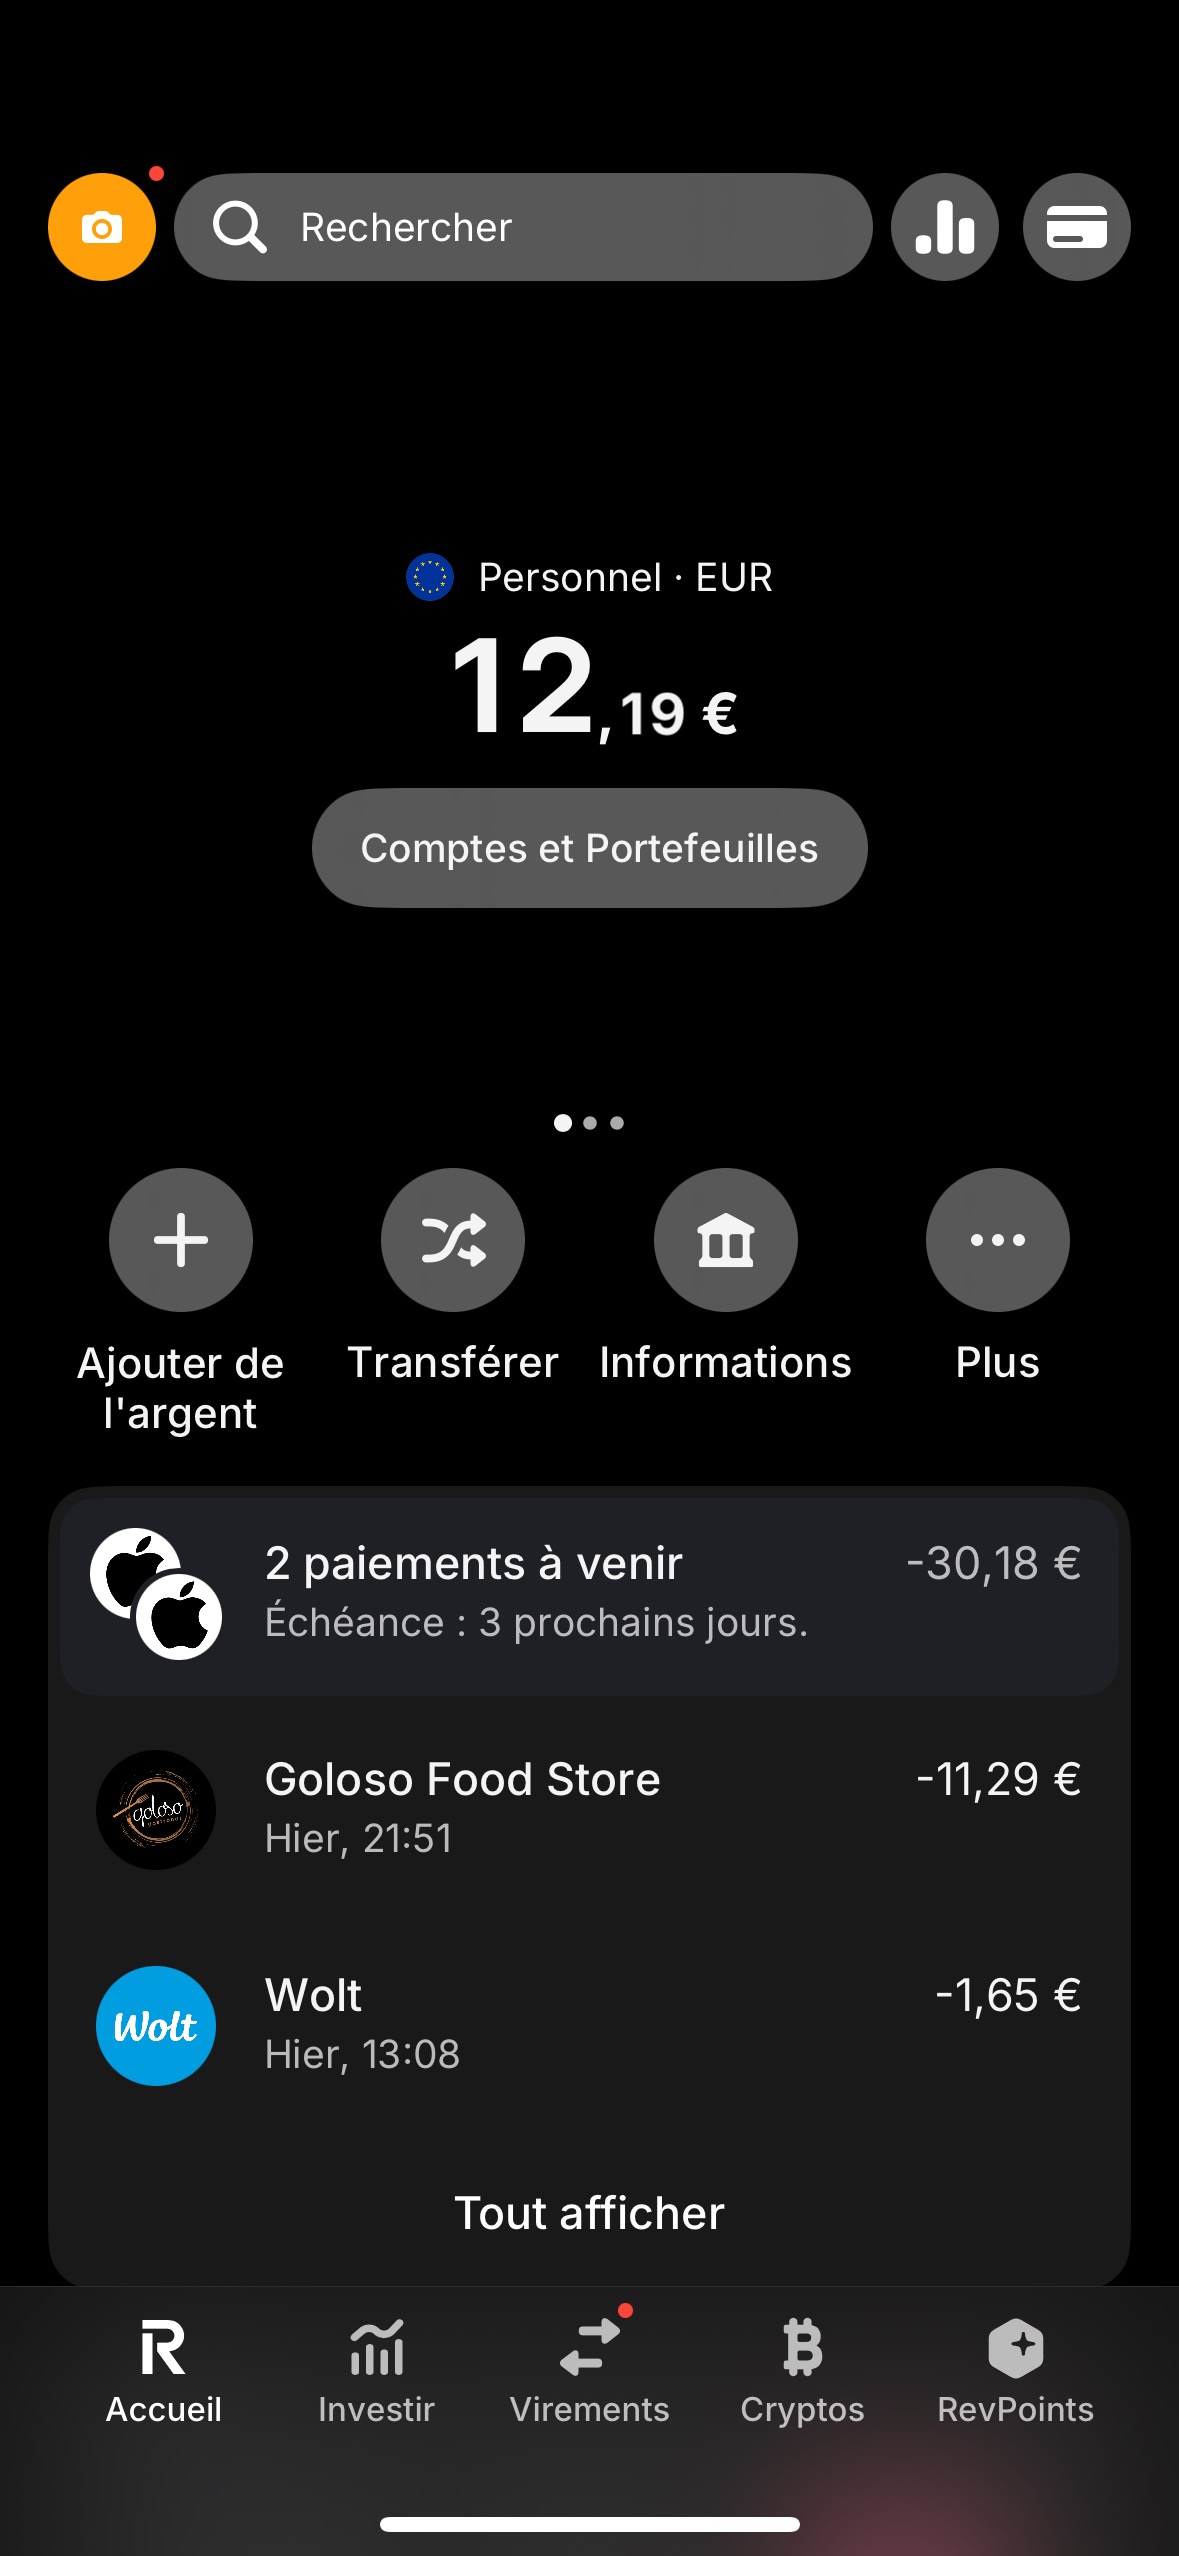 Rechercher
Personnel · EUR
12,19 €
Comptes et Portefeuilles
Ajouter de
l'argent
Transférer
Informations
Plus
2 paiements à venir
-30,18 €
Échéance : 3 prochains jours.
Goloso Food Store
-11,29 €
goloso
Hier, 21:51
Wolt
-1,65 €
Wolt
Hier, 13:08
Tout afficher
Accueil
Investir
Virements
Cryptos
RevPoints